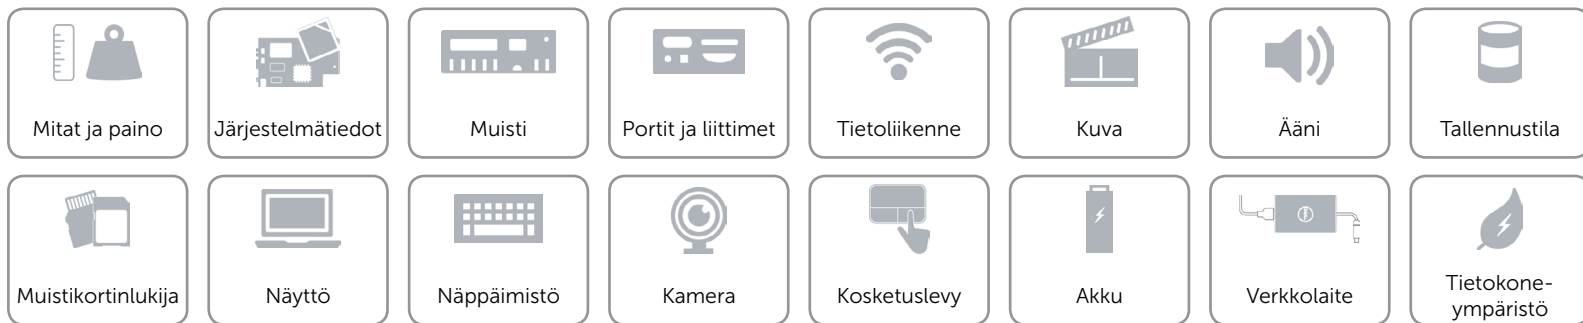 Mitat ja paino
Järjestelmätiedot
Muisti
Portit ja liittimet
Tietoliikenne
Kuva
Ääni
Tallennustila
Muistikortinlukija
Näyttö
Näppäimistö
Kamera
Kosketuslevy
Akku
Verkkolaite
Tietokone-
ympäristö